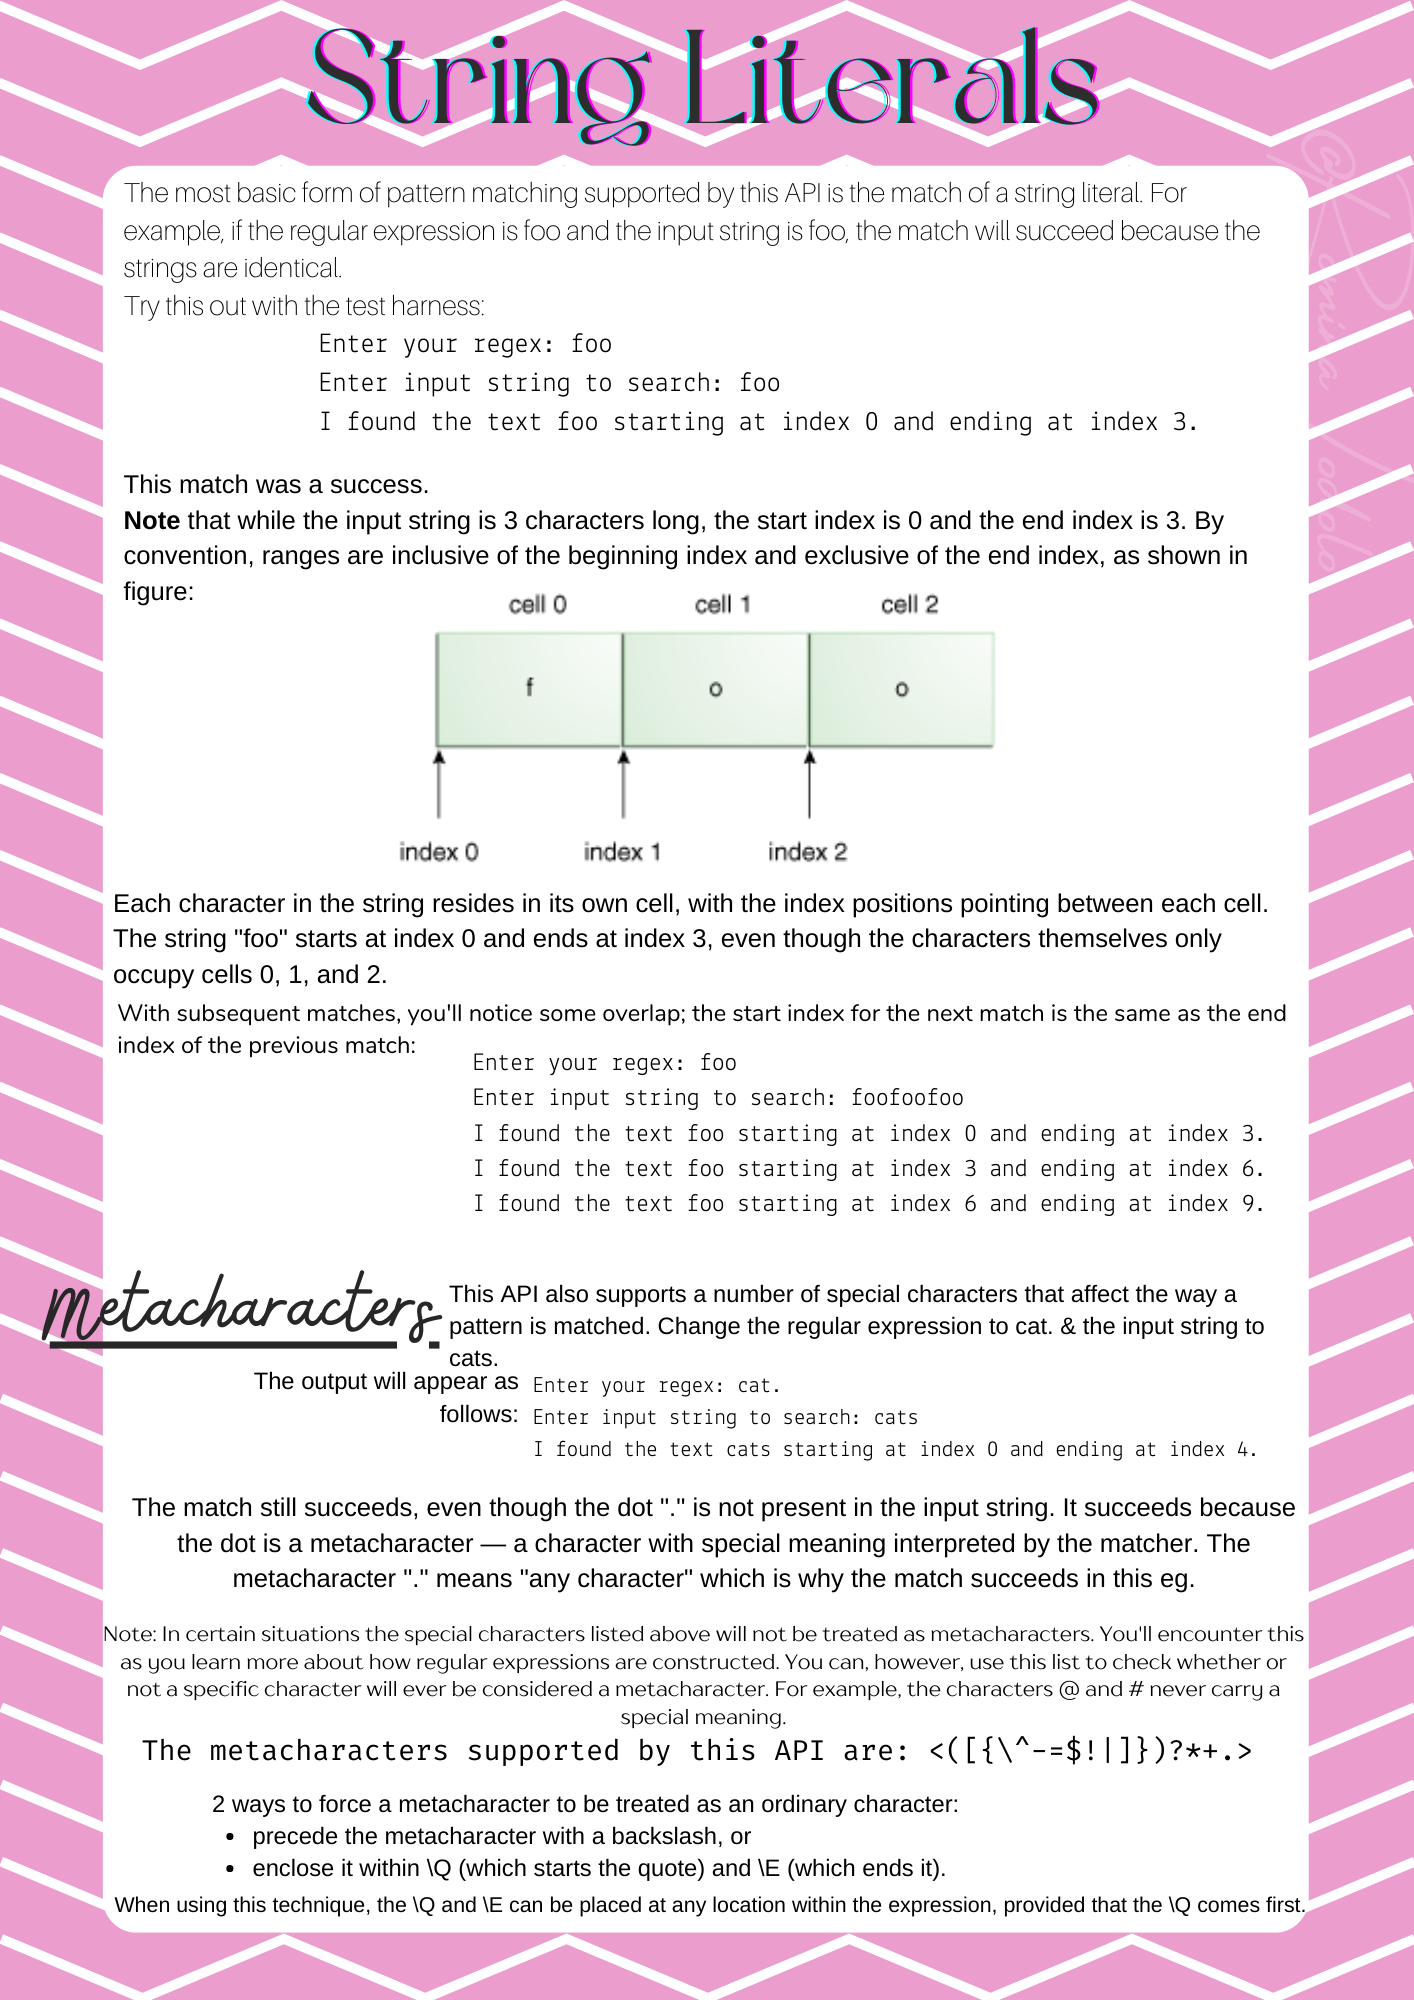 String Literals
The most basic form of pattern matching supported by this API is the match of a string literal. For
example, if the regular expression is foo and the input string is foo, the match will succeed because the
strings are identical.
Try this out with the test harness:
Enter your regex: foo
Enter input string to search: foo
I found the text foo starting at index 0 and ending at index 3.
This match was a success.
Note that while the input string is 3 characters long, the start index is 0 and the end index is 3. By
convention, ranges are inclusive of the beginning index and exclusive of the end index, as shown in
figure:
cell 0 cell 1 cell 2
f o o
index 0 index 1 index 2
Each character in the string resides in its own cell, with the index positions pointing between each cell.
The string "foo" starts at index 0 and ends at index 3, even though the characters themselves only
occupy cells 0, 1, and 2.
With subsequent matches, you'll notice some overlap; the start index for the next match is the same as the end
index of the previous match:
Enter your regex: foo
Enter input string to search: foofoofoo
I found the text foo starting at index 0 and ending at index 3.
I found the text foo starting at index 3 and ending at index 6.
I found the text foo starting at index 6 and ending at index 9.
Metacharacters
This API also supports a number of special characters that affect the way a
pattern is matched. Change the regular expression to cat. & the input string to
cats.
The output will appear as
follows:
Enter your regex: cat.
Enter input string to search: cats
I found the text cats starting at index 0 and ending at index 4.
The match still succeeds, even though the dot "." is not present in the input string. It succeeds because
the dot is a metacharacter — a character with special meaning interpreted by the matcher. The
metacharacter "." means "any character" which is why the match succeeds in this eg.
Note: In certain situations the special characters listed above will not be treated as metacharacters. You'll encounter this
as you learn more about how regular expressions are constructed. You can, however, use this list to check whether or
not a specific character will ever be considered a metacharacter. For example, the characters @ and # never carry a
special meaning.
The metacharacters supported by this API are: <([{\^-=$!|]})?*+.>
2 ways to force a metacharacter to be treated as an ordinary character:
• precede the metacharacter with a backslash, or
• enclose it within \Q (which starts the quote) and \E (which ends it).
When using this technique, the \Q and \E can be placed at any location within the expression, provided that the \Q comes first.